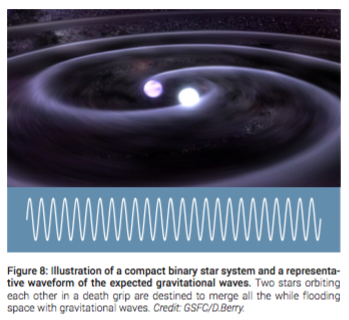 Figure 8: Illustration of a compact binary star system and a representa-
tive waveform of the expected gravitational waves. Two stars orbiting
each other in a death grip are destined to merge all the while flooding
space with gravitational waves. Credit: GSFC/D.Berry.